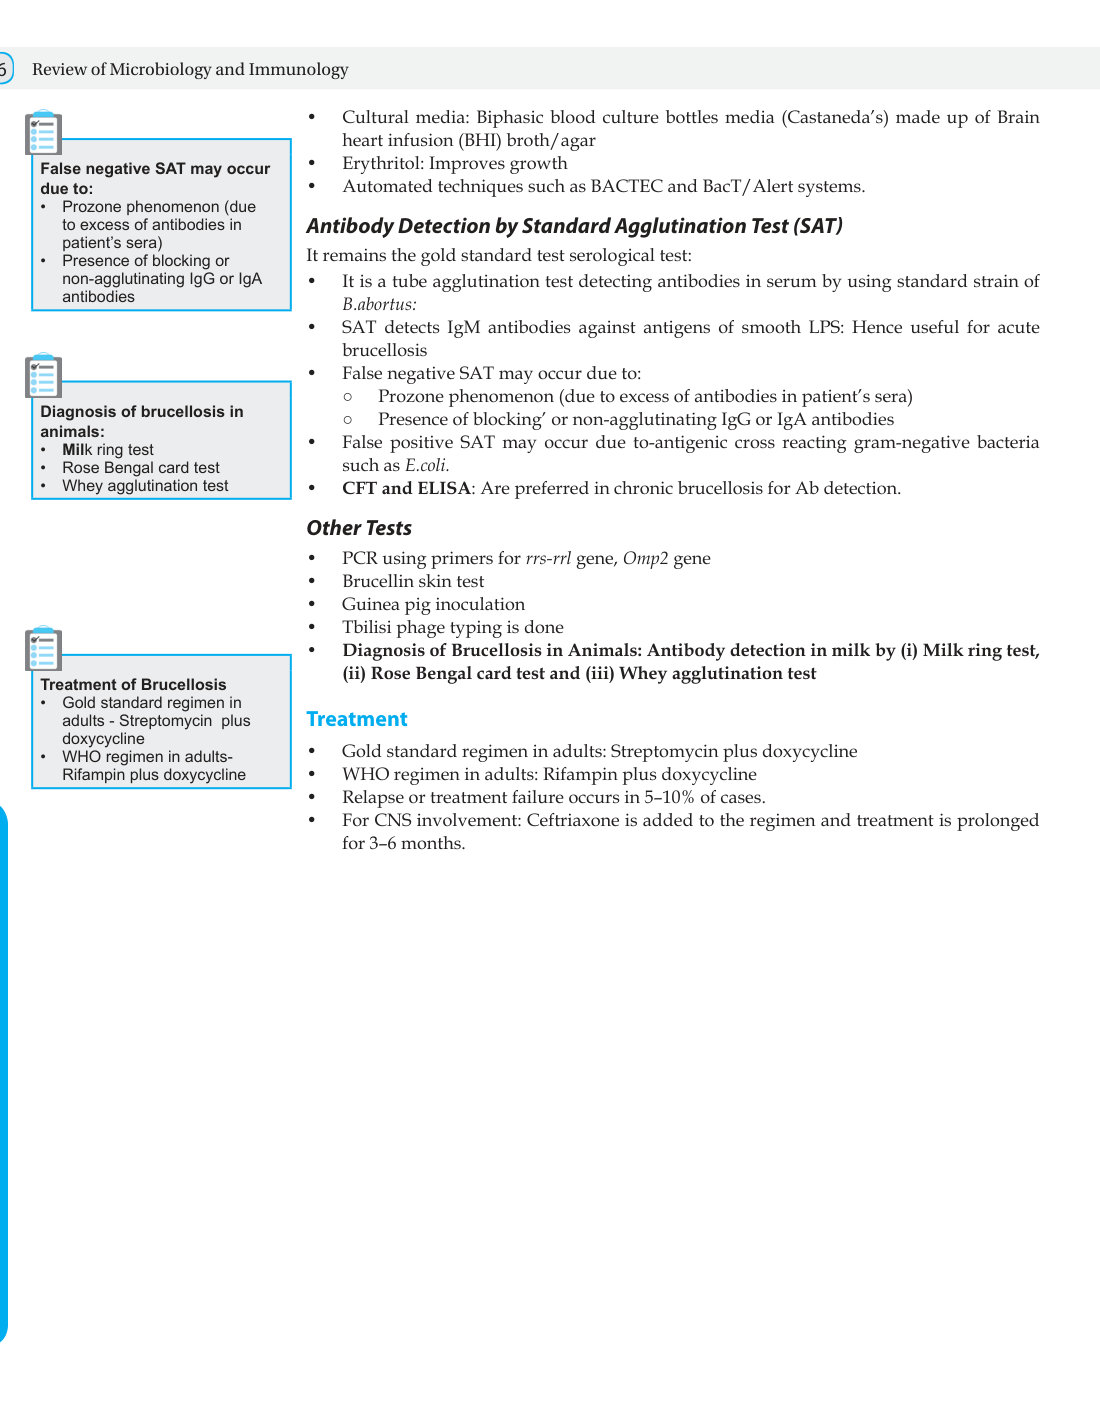 6 Review of Microbiology and Immunology
False negative SAT may occur
due to:
• Prozone phenomenon (due
to excess of antibodies in
patient's sera)
• Presence of blocking or
non-agglutinating IgG or IgA
antibodies
Diagnosis of brucellosis in
animals:
• Milk ring test
• Rose Bengal card test
• Whey agglutination test
Treatment of Brucellosis
• Gold standard regimen in
adults - Streptomycin plus
doxycycline
• WHO regimen in adults-
Rifampin plus doxycycline
• Cultural media: Biphasic blood culture bottles media (Castaneda's) made up of Brain
heart infusion (BHI) broth/agar
• Erythritol: Improves growth
• Automated techniques such as BACTEC and BacT/Alert systems.
Antibody Detection by Standard Agglutination Test (SAT)
It remains the gold standard test serological test:
• It is a tube agglutination test detecting antibodies in serum by using standard strain of
B.abortus:
• SAT detects IgM antibodies against antigens of smooth LPS: Hence useful for acute
brucellosis
• False negative SAT may occur due to:
○ Prozone phenomenon (due to excess of antibodies in patient's sera)
○ Presence of blocking' or non-agglutinating IgG or IgA antibodies
• False positive SAT may occur due to-antigenic cross reacting gram-negative bacteria
such as E.coli.
• CFT and ELISA: Are preferred in chronic brucellosis for Ab detection.
Other Tests
• PCR using primers for rrs-rrl gene, Omp2 gene
• Brucellin skin test
• Guinea pig inoculation
• Tbilisi phage typing is done
• Diagnosis of Brucellosis in Animals: Antibody detection in milk by (i) Milk ring test,
(ii) Rose Bengal card test and (iii) Whey agglutination test
Treatment
• Gold standard regimen in adults: Streptomycin plus doxycycline
• WHO regimen in adults: Rifampin plus doxycycline
• Relapse or treatment failure occurs in 5–10% of cases.
• For CNS involvement: Ceftriaxone is added to the regimen and treatment is prolonged
for 3–6 months.